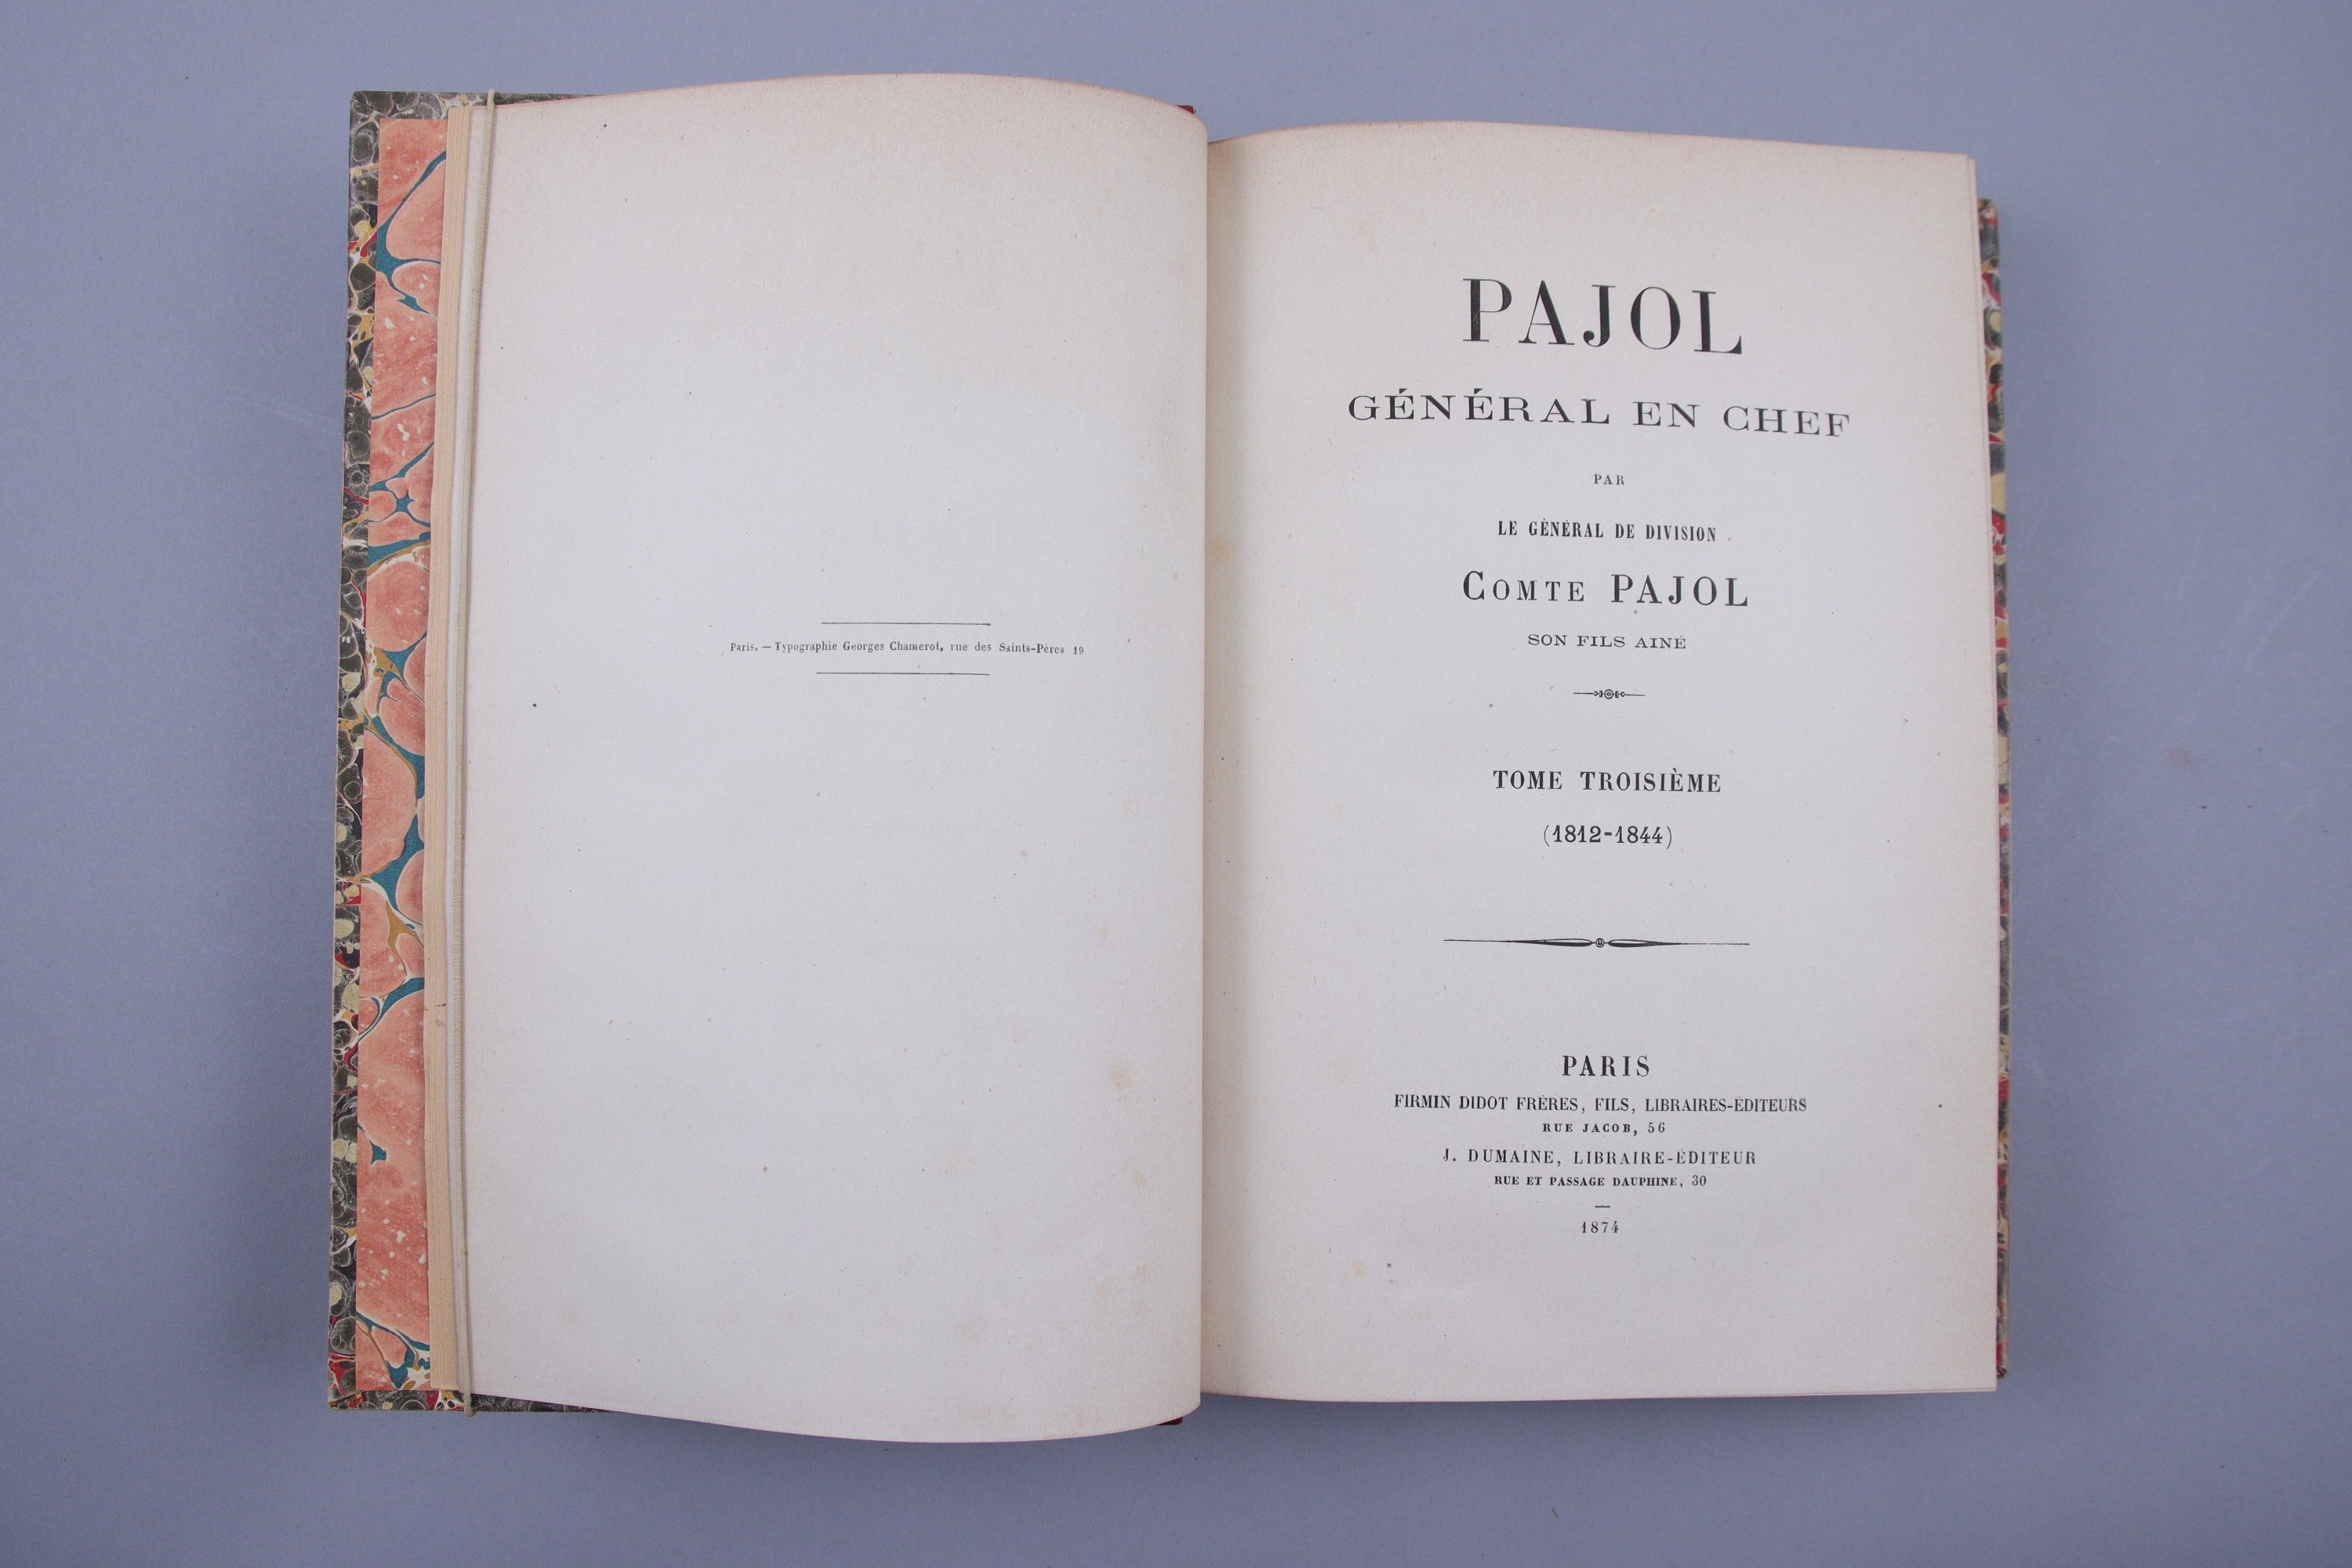 Paris. — Typographie Georges Chamerot, rue des Saints-Pères 19
PAJOL
GÉNÉRAL EN CHEF
PAR
LE GÉNÉRAL DE DIVISION
COMTE PAJOL
SON FILS AINÉ
TOME TROISIÈME
(1812-1844)
PARIS
FIRMIN DIDOT FRÈRES, FILS, LIBRAIRES-ÉDITEURS
RUE JACOB, 56
J. DUMAINE, LIBRAIRE-ÉDITEUR
RUE ET PASSAGE DAUPHINE, 30
1874